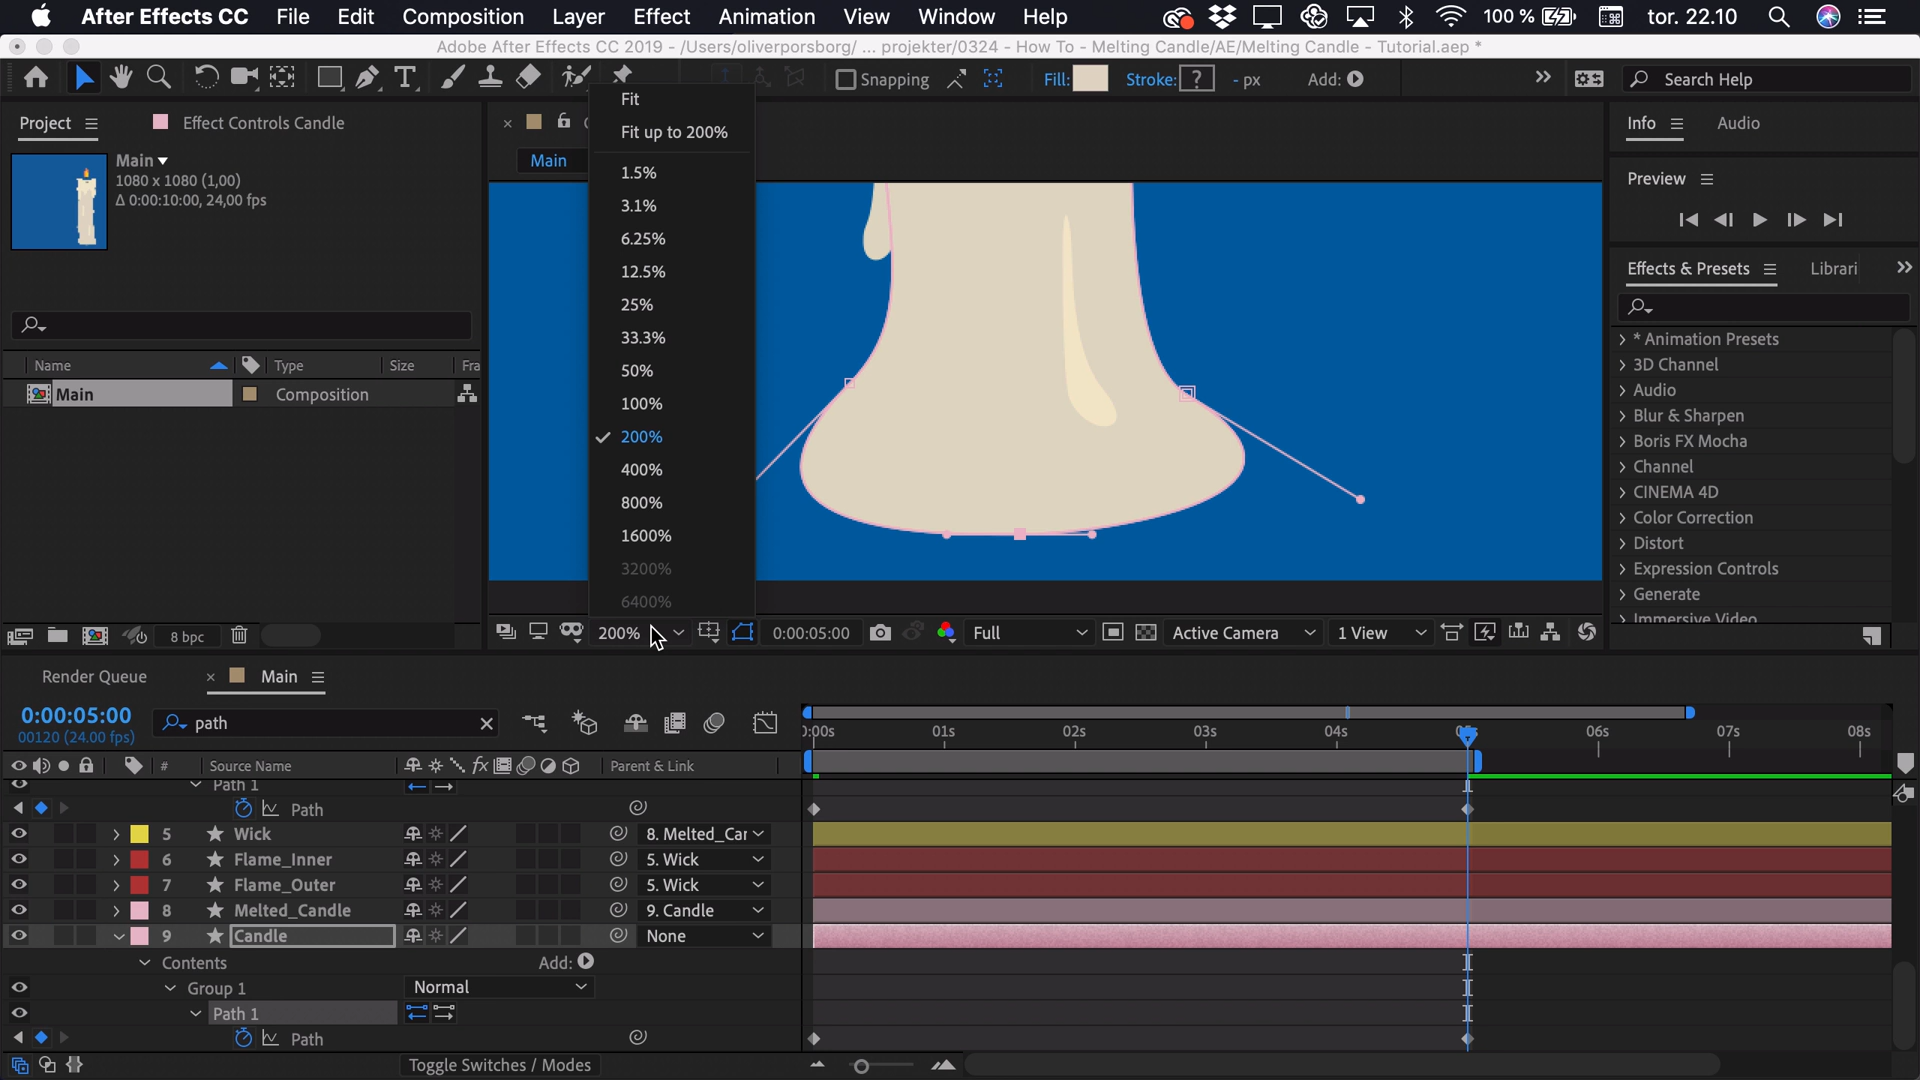 After Effects CC File Edit Composition Layer Effect Animation View Window Help 100 % tor. 22.10
Adobe After Effects CC 2019 - /Users/oliverporsborg/ ... projekter/0324 - How To - Melting Candle/AE/Melting Candle - Tutorial.aep *
Snapping Fill: Stroke: ? - px Add: Search Help
Project Effect Controls Candle
Main
1080 x 1080 (1,00)
Δ 0:00:10:00, 24,00 fps
Name Type Size Fra
Main Composition
8 bpc
Main
Fit
Fit up to 200%
1.5%
3.1%
6.25%
12.5%
25%
33.3%
50%
100%
200%
400%
800%
1600%
3200%
6400%
200% 0:00:05:00 Full Active Camera 1 View
Info Audio
Preview
Effects & Presets Librari
* Animation Presets
3D Channel
Audio
Blur & Sharpen
Boris FX Mocha
Channel
CINEMA 4D
Color Correction
Distort
Expression Controls
Generate
Immersive Video
Render Queue Main
0:00:05:00 path
00120 (24.00 fps)
0:00s 01s 02s 03s 04s 06s 07s 08s
# Source Name fx Parent & Link
Path 1
Path
5 Wick 8. Melted_Car
6 Flame_Inner 5. Wick
7 Flame_Outer 5. Wick
8 Melted_Candle 9. Candle
9 Candle None
Contents Add:
Group 1 Normal
Path 1
Path
Toggle Switches / Modes